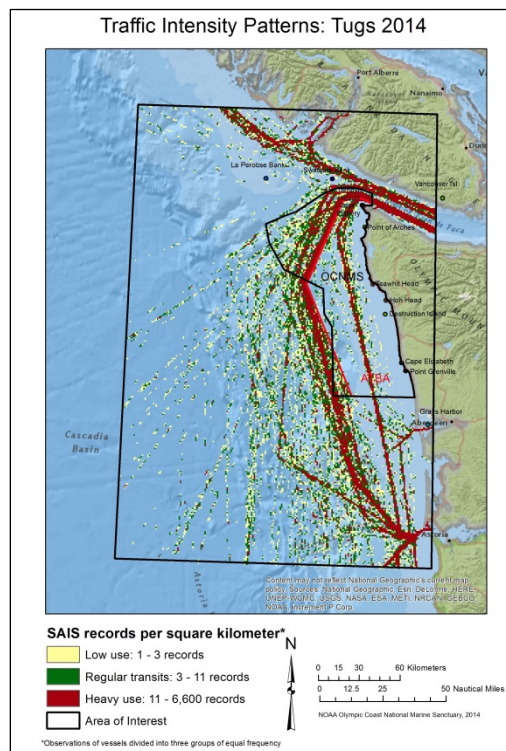 Traffic Intensity Patterns: Tugs 2014
Port Alberni
Nanaimo
La Perouse Bank
Vancouver Isl
Point of Arches
OCNMS
Teawhit Head
Hoh Head
Destruction Island
OLYMPIC MOUN
Cape Elizabeth
Point Grenville
ATBA
Grays Harbor
Aberdeen
Cascadia
Basin
Astoria
Astoria
Content may not reflect National Geographic's current map
policy. Sources: National Geographic, Esri, DeLorme, HERE,
UNEP-WCMC, USGS, NASA, ESA, METI, NRCAN, GEBCO,
NOAA, increment P Corp.
SAIS records per square kilometer*
Low use: 1 - 3 records
Regular transits: 3 - 11 records
Heavy use: 11 - 6,600 records
Area of Interest
N
0 15 30 60 Kilometers
0 12.5 25 50 Nautical Miles
NOAA Olympic Coast National Marine Sanctuary, 2014
*Observations of vessels divided into three groups of equal frequency